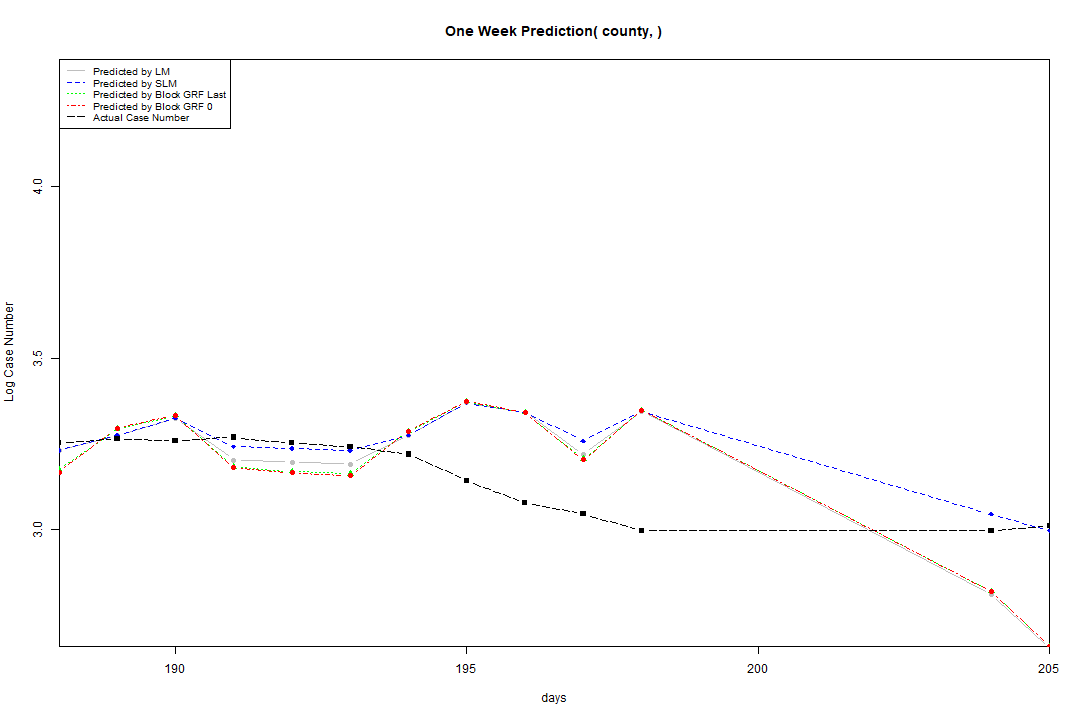 One Week Prediction( county, )
Predicted by LM
Predicted by SLM
Predicted by Block GRF Last
Predicted by Block GRF 0
Actual Case Number
4.0
3.5
3.0
Log Case Number
190
195
200
205
days